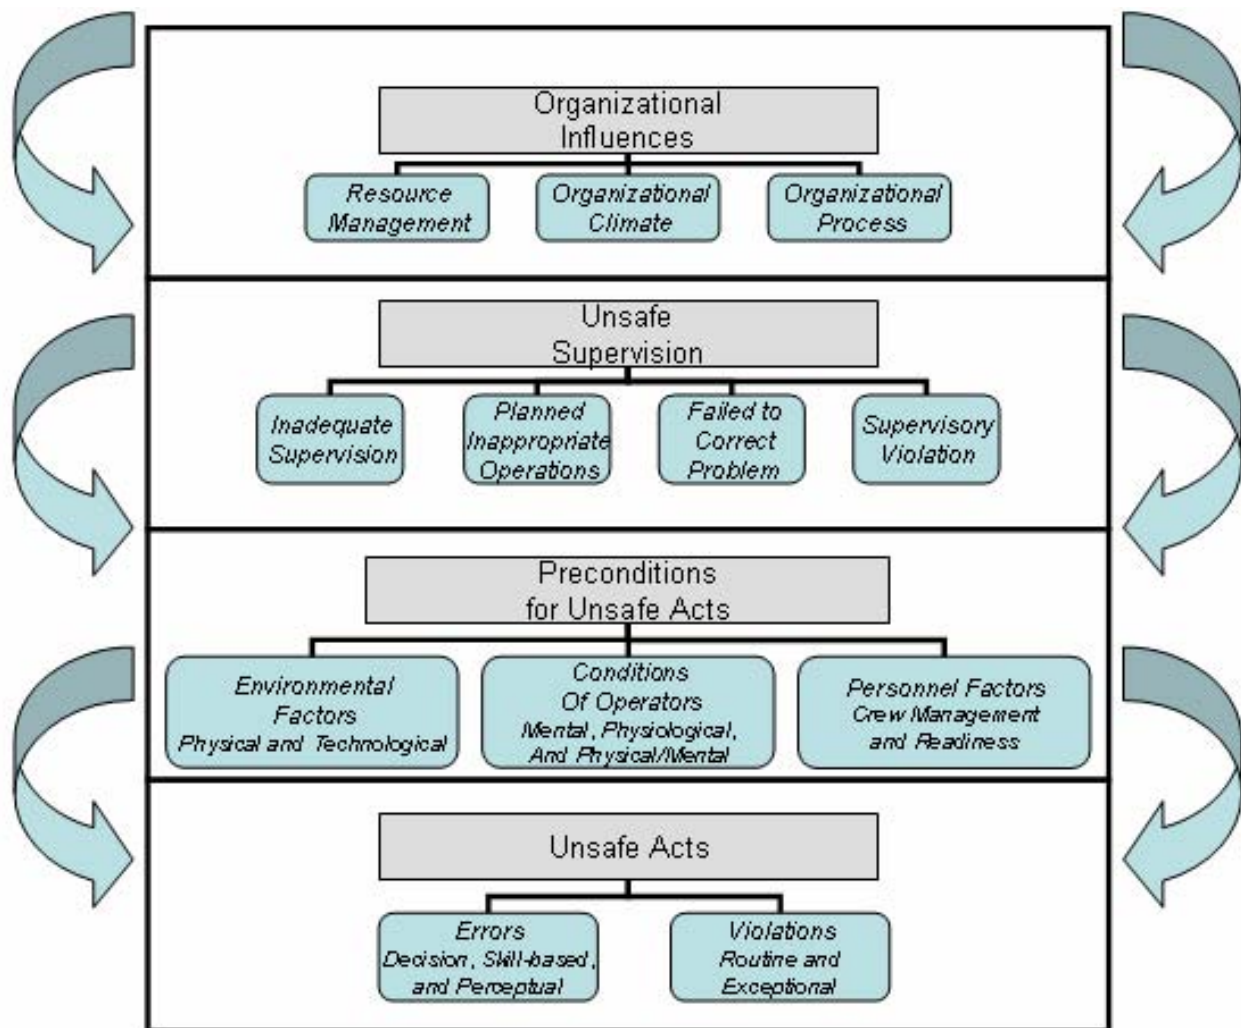 Organizational
Influences
Resource
Management
Organizational
Climate
Organizational
Process
Unsafe
Supervision
Inadequate
Supervision
Planned
Inappropriate
Operations
Failed to
Correct
Problem
Supervisory
Violation
Preconditions
for Unsafe Acts
Environmental
Factors
Physical and Technological
Conditions
Of Operators
Mental, Physiological,
And Physical/Mental
Personnel Factors
Crew Management
and Readiness
Unsafe Acts
Errors
Decision, Skill-based,
and Perceptual
Violations
Routine and
Exceptional